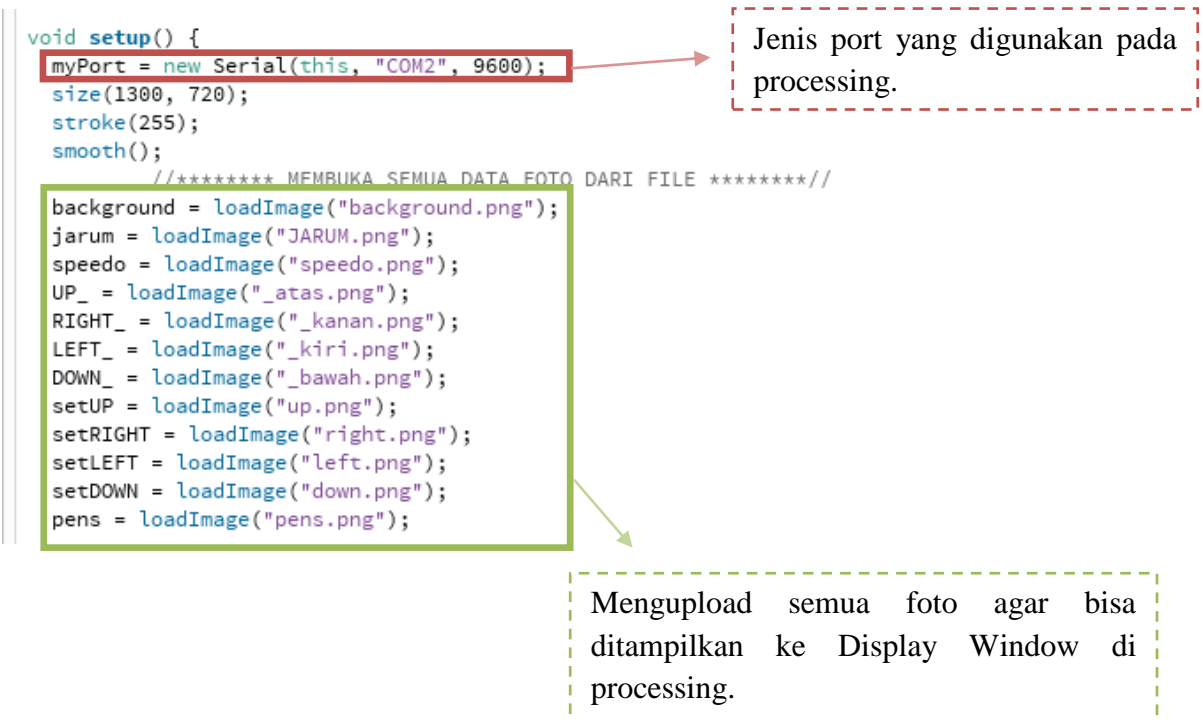 void setup() {
myPort = new Serial(this, "COM2", 9600);
size(1300, 720);
stroke(255);
smooth();
//******** MEMBUKA SEMUA DATA FOTO DARI FILE ********//
background = loadImage("background.png");
jarum = loadImage("JARUM.png");
speedo = loadImage("speedo.png");
UP_ = loadImage("_atas.png");
RIGHT_ = loadImage("_kanan.png");
LEFT_ = loadImage("_kiri.png");
DOWN_ = loadImage("_bawah.png");
setUP = loadImage("up.png");
setRIGHT = loadImage("right.png");
setLEFT = loadImage("left.png");
setDOWN = loadImage("down.png");
pens = loadImage("pens.png");
Jenis port yang digunakan pada
processing.
Mengupload semua foto agar bisa
ditampilkan ke Display Window di
processing.